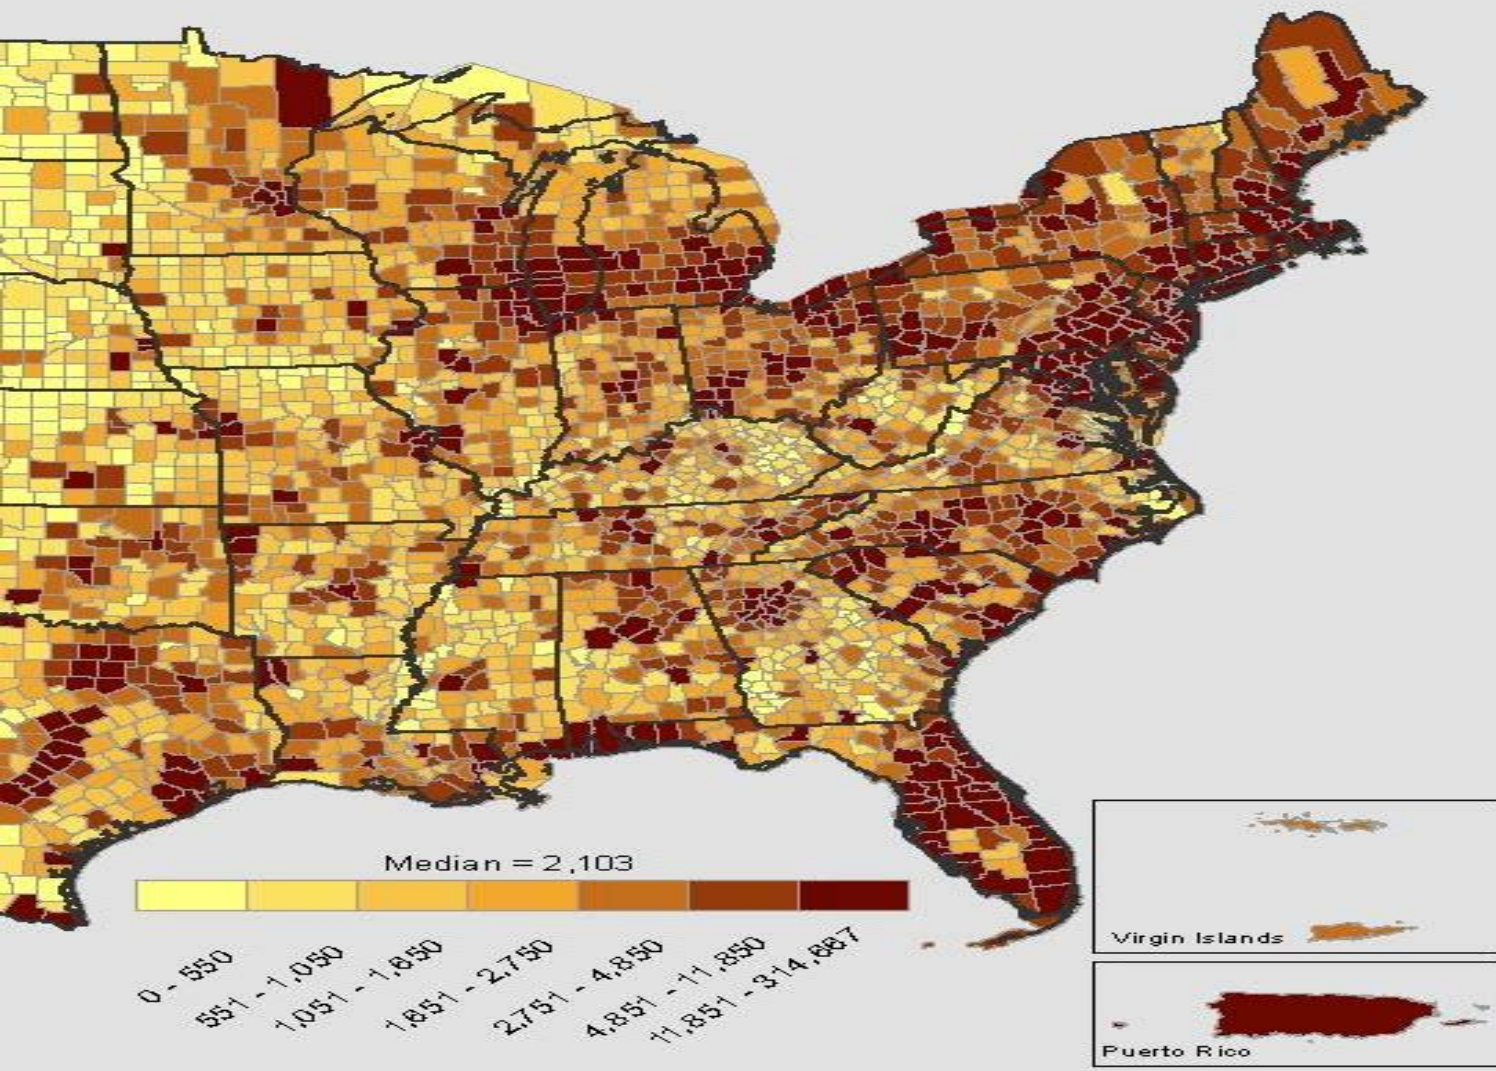 Median = 2,103
0 - 550
551 - 1,050
1,051 - 1,650
1,651 - 2,750
2,751 - 4,850
4,851 - 11,850
11,851 - 314,667
Virgin Islands
Puerto Rico